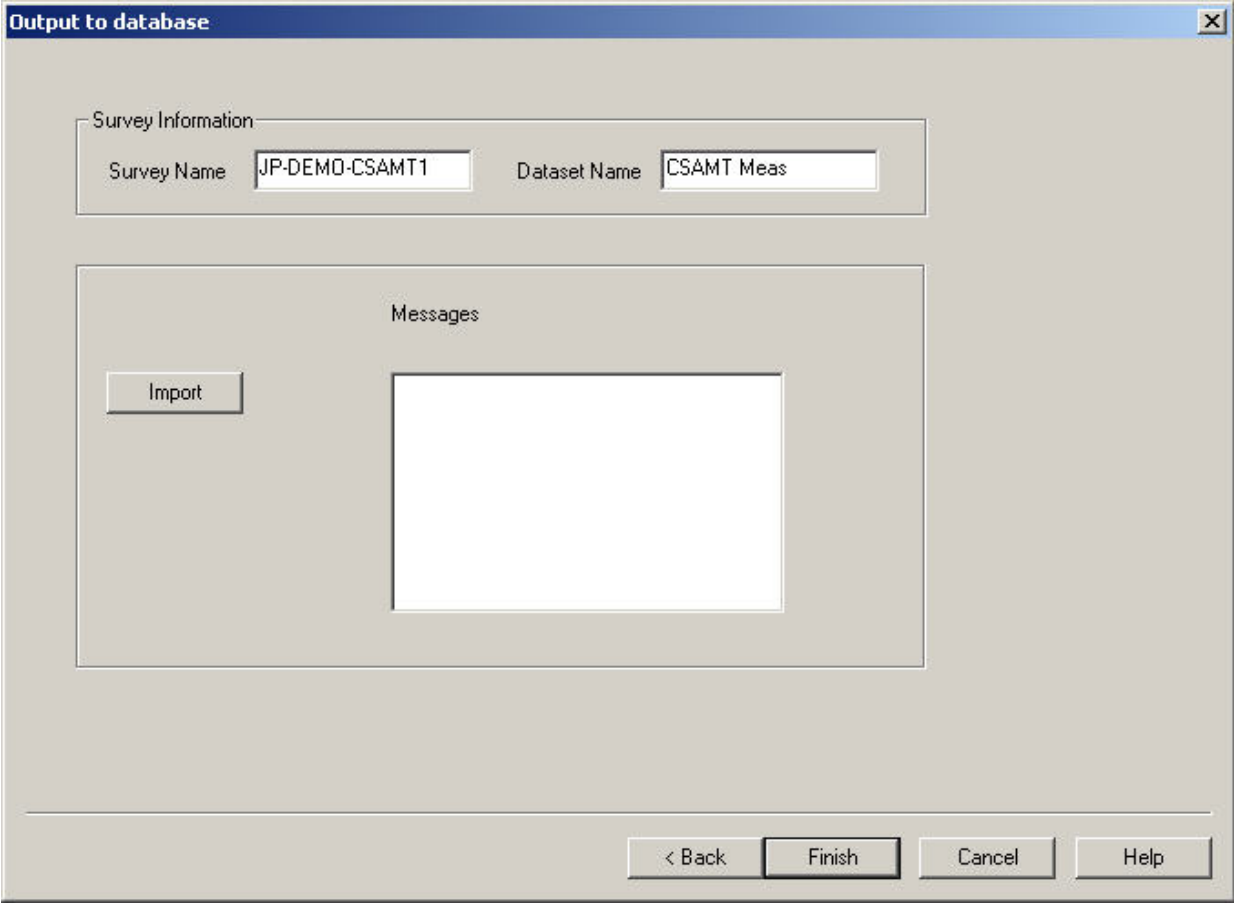 Output to database
Survey Information
Survey Name JP-DEMO-CSAMT1 Dataset Name CSAMT Meas
Messages
Import
< Back Finish Cancel Help